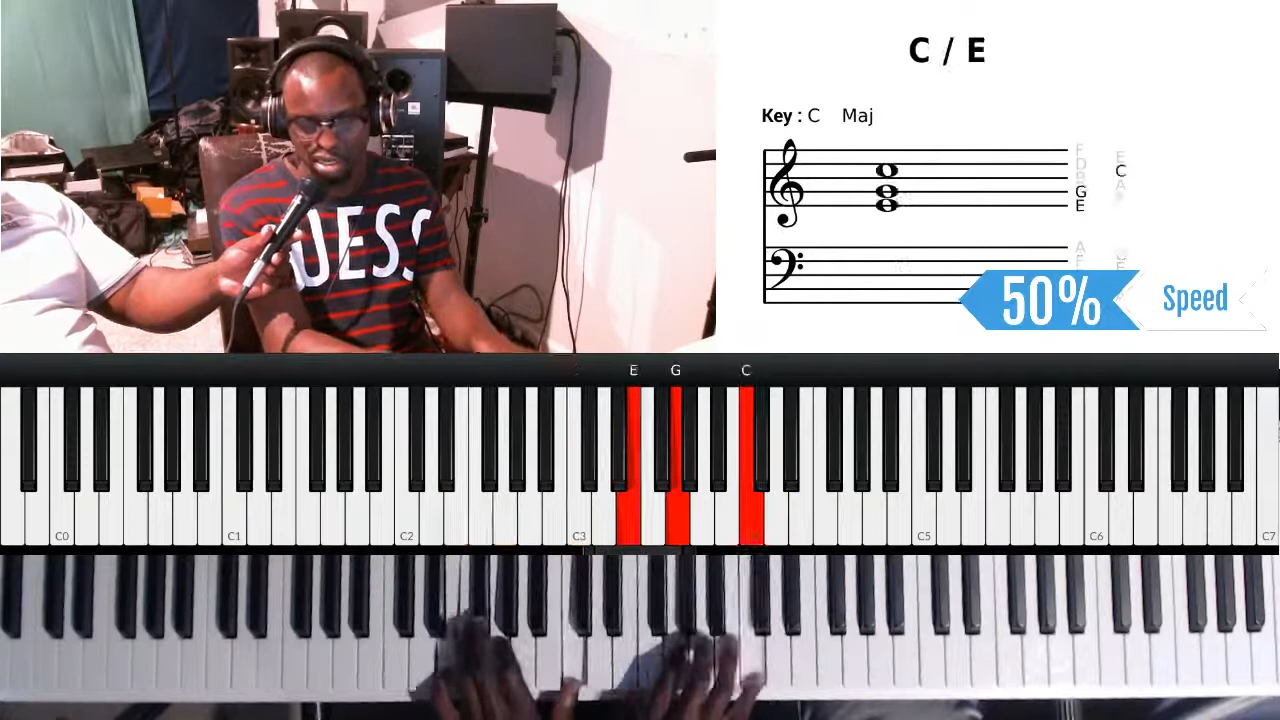 C / E
Key : C Maj
F
D
E
C
A
G
E
A
50% Speed
GUESS
E G C
C0 C1 C2 C3 C5 C6 C7